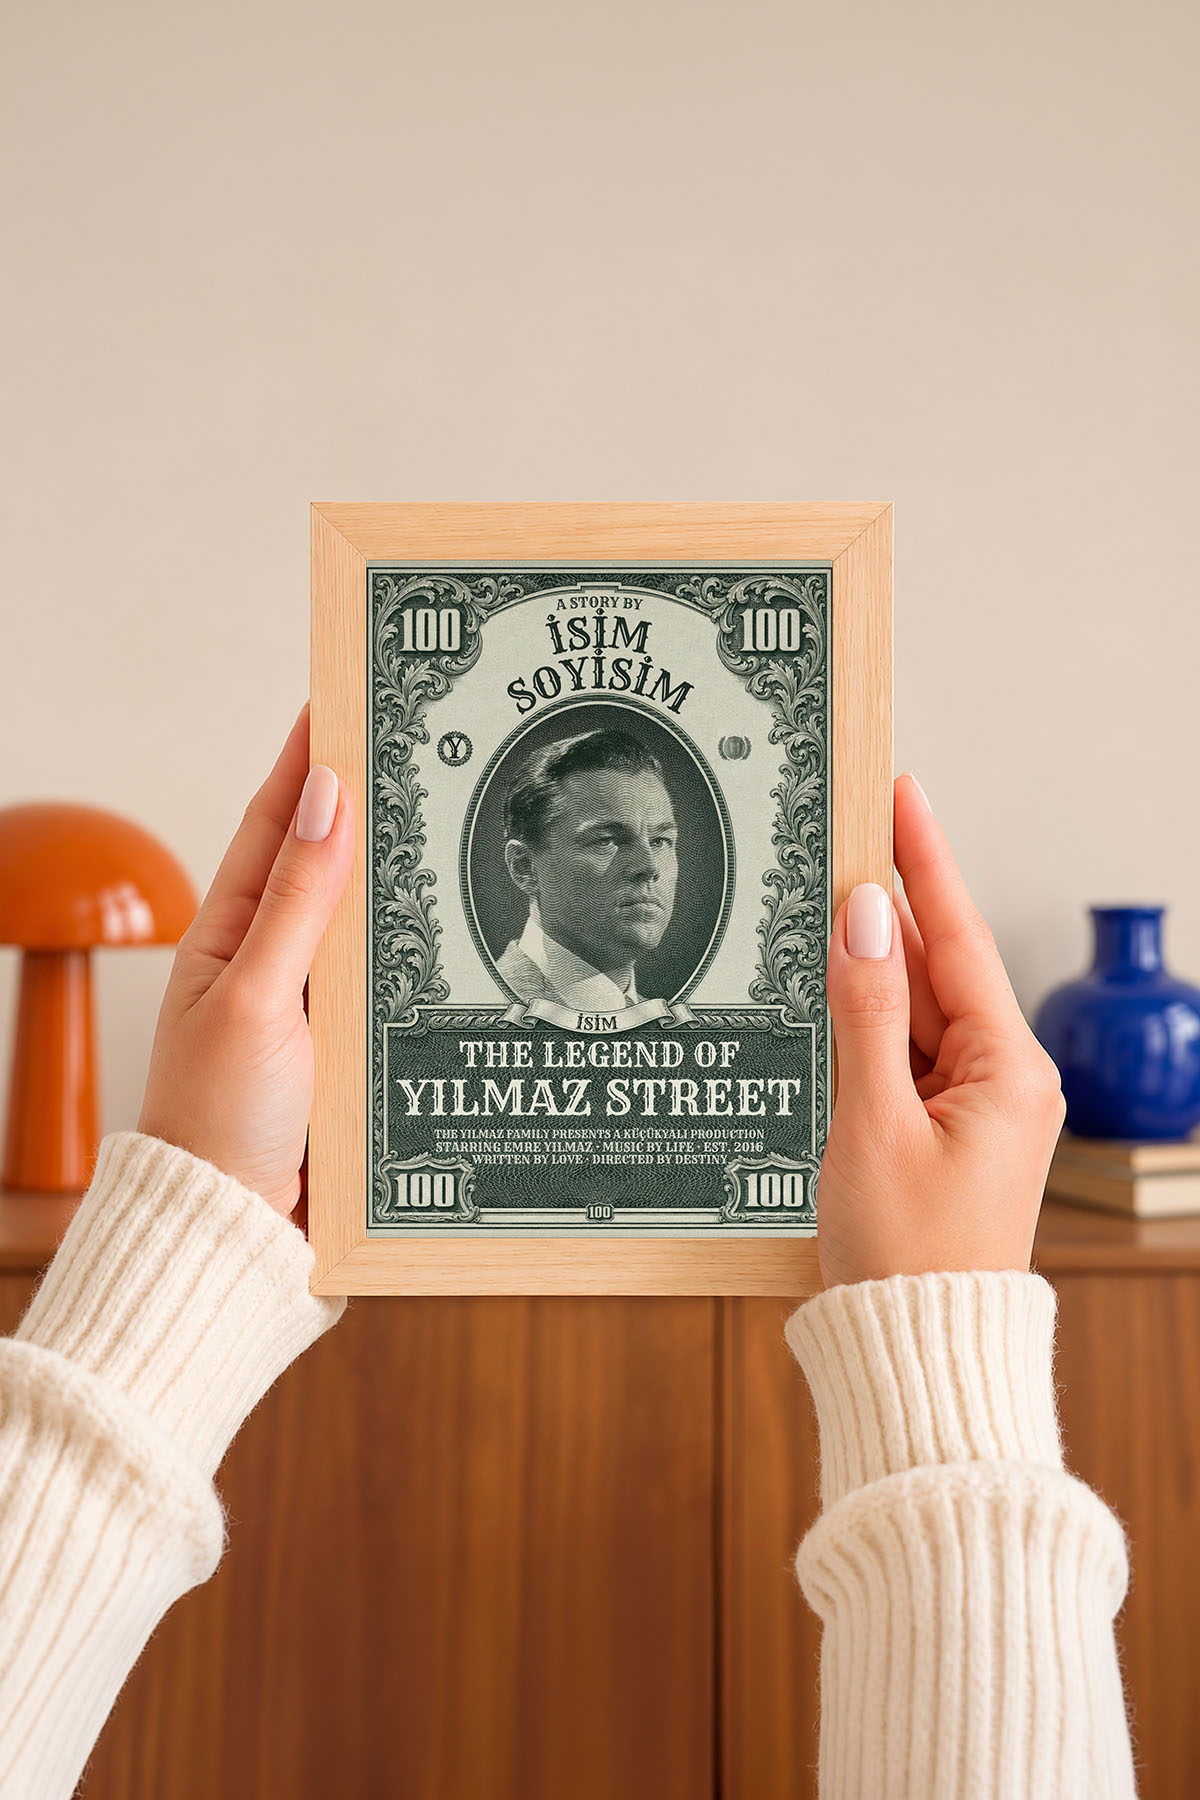 100
100
A STORY BY
İSİM
SOYİSİM
Y
İSİM
THE LEGEND OF
YILMAZ STREET
THE YILMAZ FAMILY PRESENTS A KÜÇÜKYALI PRODUCTION
STARRING EMRE YILMAZ · MUSIC BY LIFE · EST. 2016
WRITTEN BY LOVE · DIRECTED BY DESTINY
100
100
100